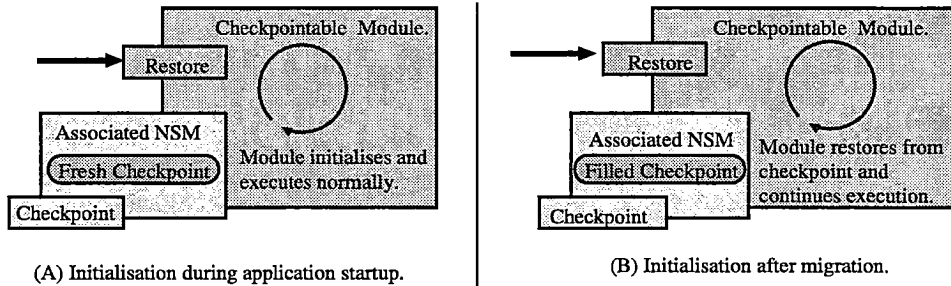 Checkpointable Module.
Restore
Associated NSM
Fresh Checkpoint
Module initialises and
executes normally.
Checkpoint
(A) Initialisation during application startup.
Checkpointable Module.
Restore
Associated NSM
Filled Checkpoint
Module restores from
checkpoint and
continues execution.
Checkpoint
(B) Initialisation after migration.